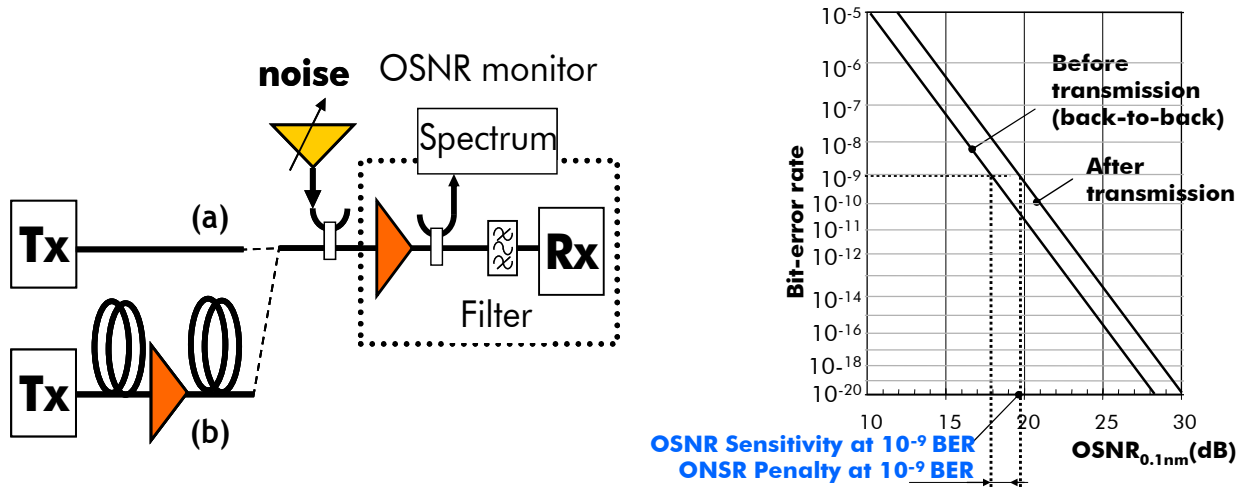 noise
OSNR monitor
Spectrum
(a)
Tx
Rx
Filter
Tx
(b)
Bit-error rate
10-5
10-6
10-7
10-8
10-9
10-10
10-11
10-12
10-14
10-16
10-18
10-20
Before
transmission
(back-to-back)
After
transmission
10
15
20
25
30
OSNR0.1nm(dB)
OSNR Sensitivity at 10-9 BER
ONSR Penalty at 10-9 BER